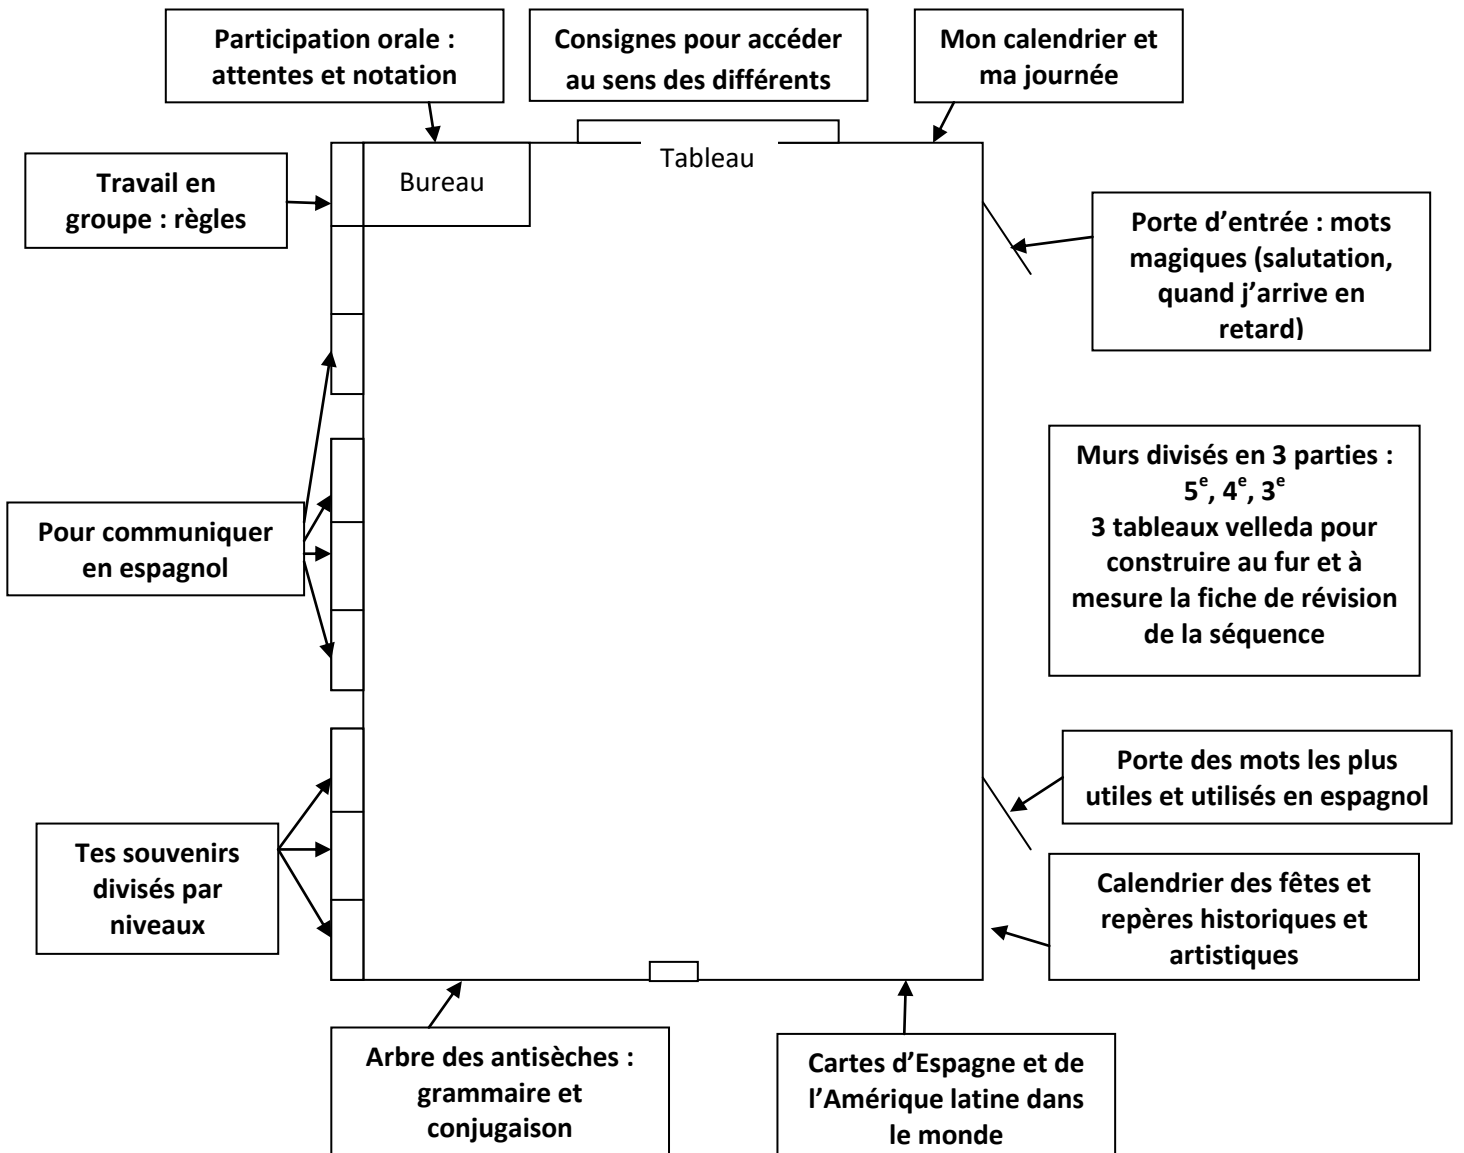 Participation orale :
attentes et notation
Consignes pour accéder
au sens des différents
Mon calendrier et
ma journée
Tableau
Bureau
Travail en
groupe : règles
Porte d’entrée : mots
magiques (salutation,
quand j’arrive en
retard)
Murs divisés en 3 parties :
5e, 4e, 3e
3 tableaux velleda pour
construire au fur et à
mesure la fiche de révision
de la séquence
Pour communiquer
en espagnol
Porte des mots les plus
utiles et utilisés en espagnol
Tes souvenirs
divisés par
niveaux
Calendrier des fêtes et
repères historiques et
artistiques
Arbre des antisèches :
grammaire et
conjugaison
Cartes d’Espagne et de
l’Amérique latine dans
le monde